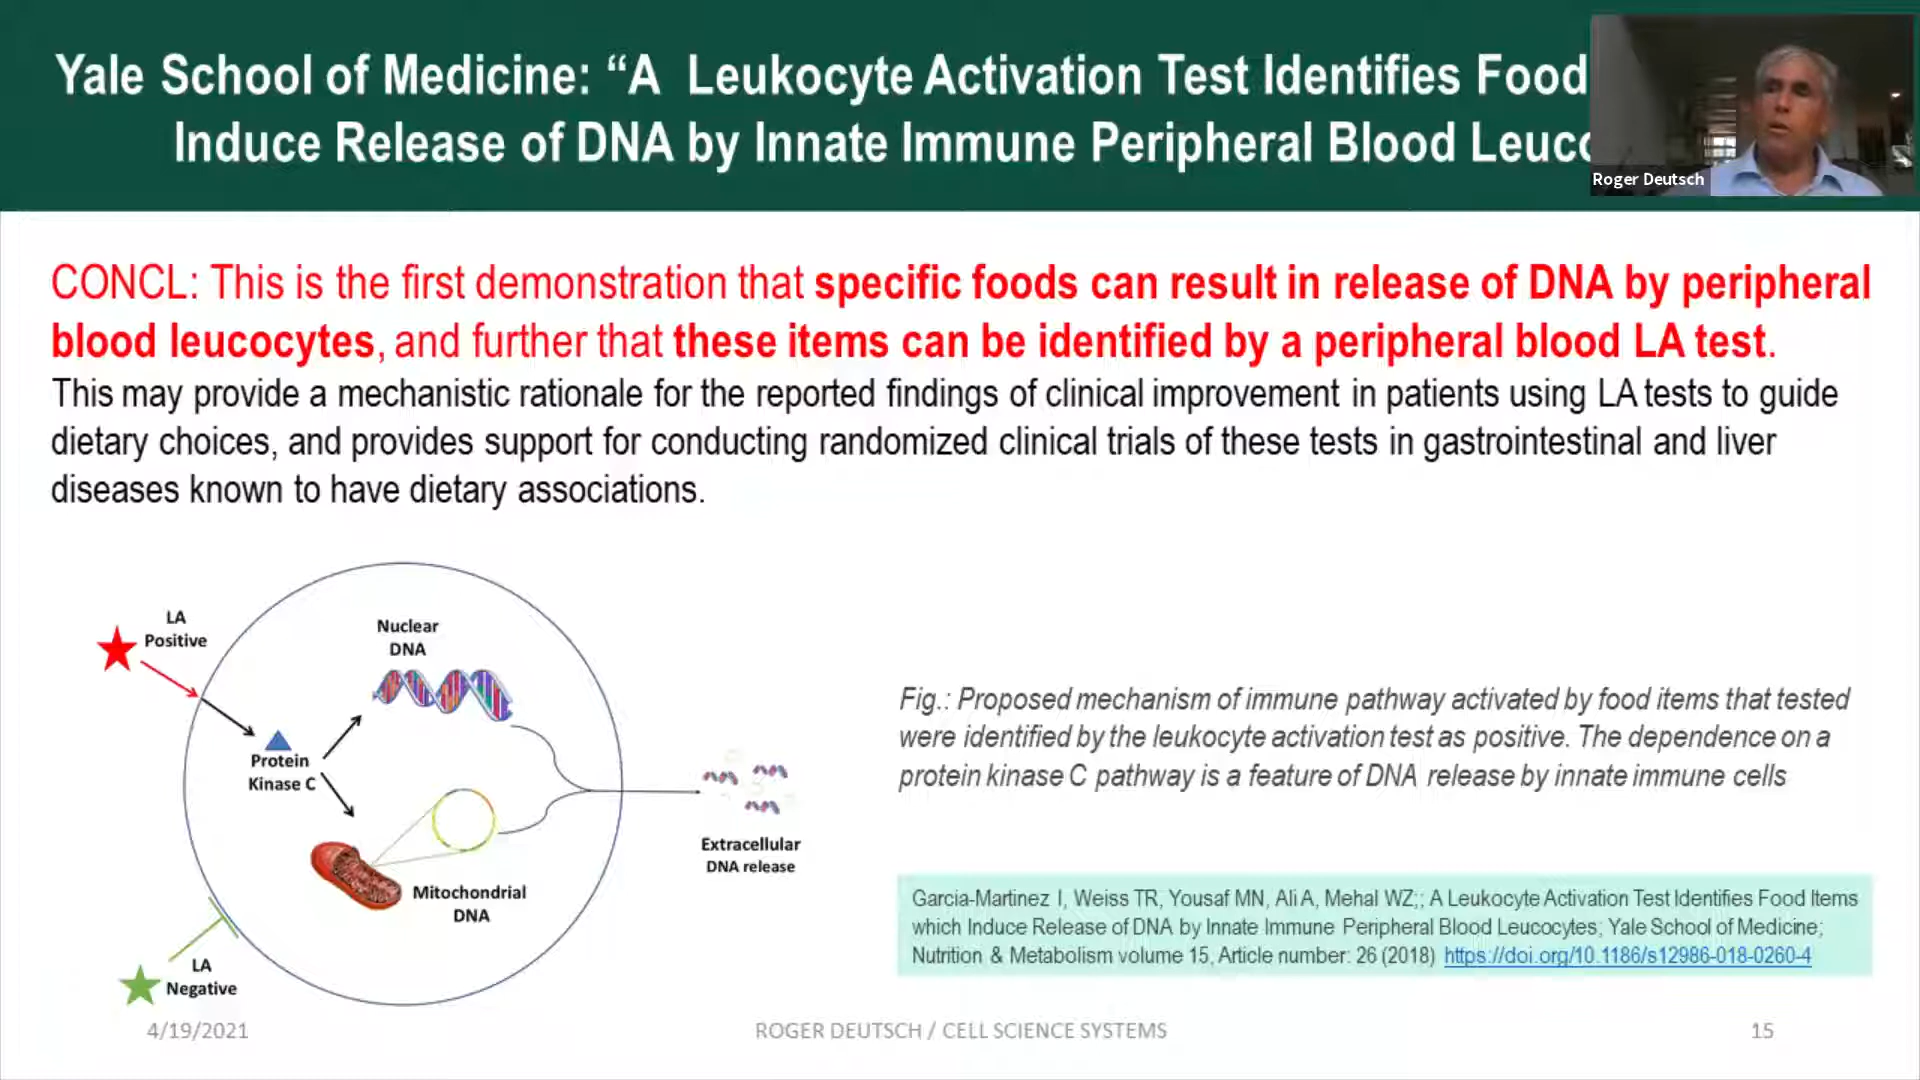 Yale School of Medicine: “A Leukocyte Activation Test Identifies Food
Induce Release of DNA by Innate Immune Peripheral Blood
Roger Deutsch
CONCL: This is the first demonstration that specific foods can result in release of DNA by peripheral
blood leucocytes, and further that these items can be identified by a peripheral blood LA test.
This may provide a mechanistic rationale for the reported findings of clinical improvement in patients using LA tests to guide
dietary choices, and provides support for conducting randomized clinical trials of these tests in gastrointestinal and liver
diseases known to have dietary associations.
LA
Positive
Nuclear
DNA
Protein
Kinase C
Mitochondrial
DNA
Extracellular
DNA release
LA
Negative
Fig.: Proposed mechanism of immune pathway activated by food items that tested
were identified by the leukocyte activation test as positive. The dependence on a
protein kinase C pathway is a feature of DNA release by innate immune cells
Garcia-Martinez I, Weiss TR, Yousaf MN, Ali A, Mehal WZ;; A Leukocyte Activation Test Identifies Food Items
which Induce Release of DNA by Innate Immune Peripheral Blood Leucocytes; Yale School of Medicine;
Nutrition & Metabolism volume 15, Article number: 26 (2018) https://doi.org/10.1186/s12986-018-0260-4
4/19/2021
ROGER DEUTSCH / CELL SCIENCE SYSTEMS
15